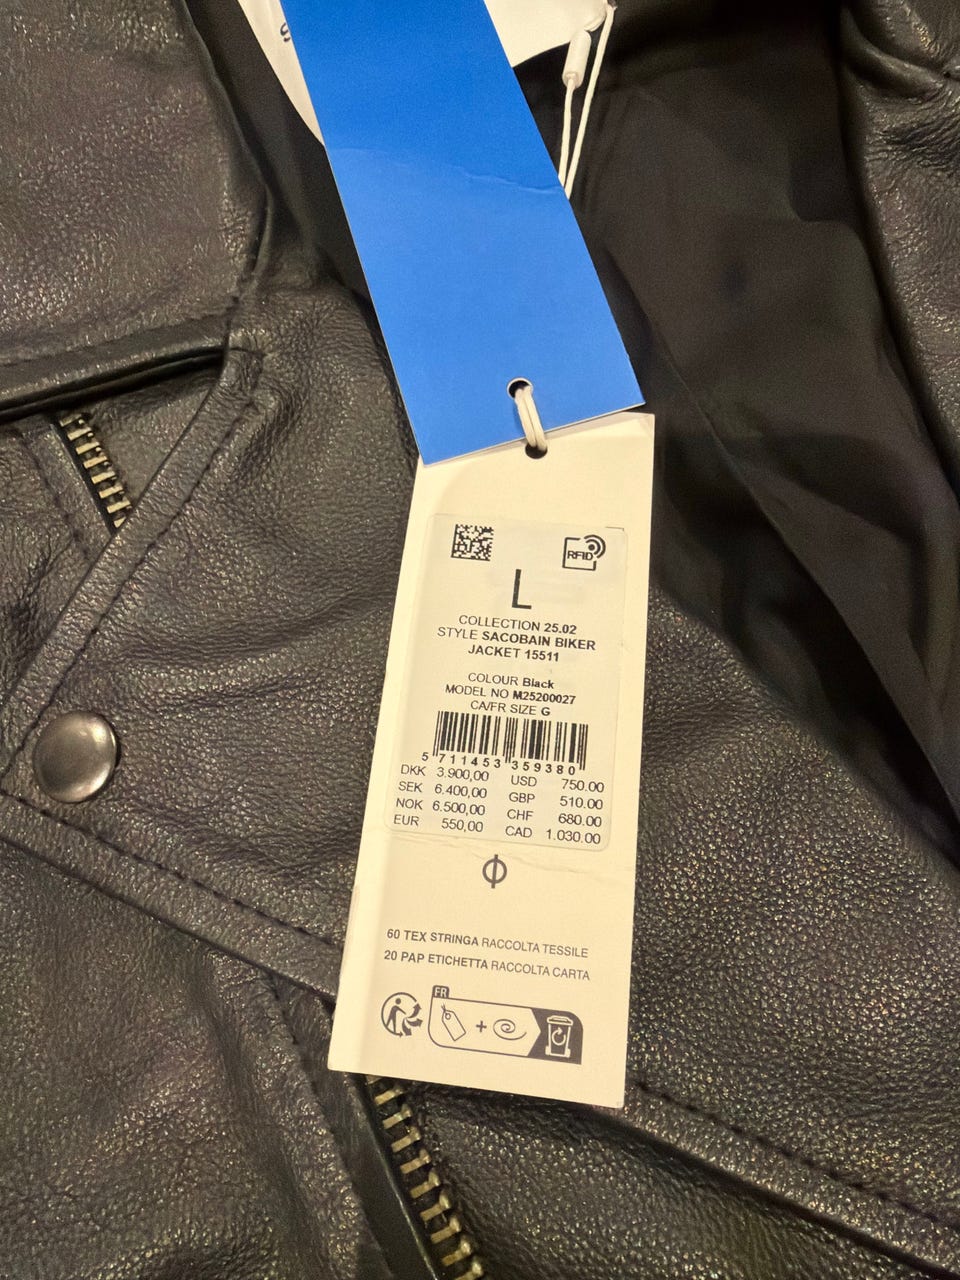 RFID
L
COLLECTION 25.02
STYLE SACOBAIN BIKER
JACKET 15511
COLOUR Black
MODEL NO M25200027
CA/FR SIZE G
5 711453 359380
DKK 3.900,00 USD 750.00
SEK 6.400,00 GBP 510.00
NOK 6.500,00 CHF 680.00
EUR 550,00 CAD 1.030.00
60 TEX STRINGA RACCOLTA TESSILE
20 PAP ETICHETTA RACCOLTA CARTA
FR
+